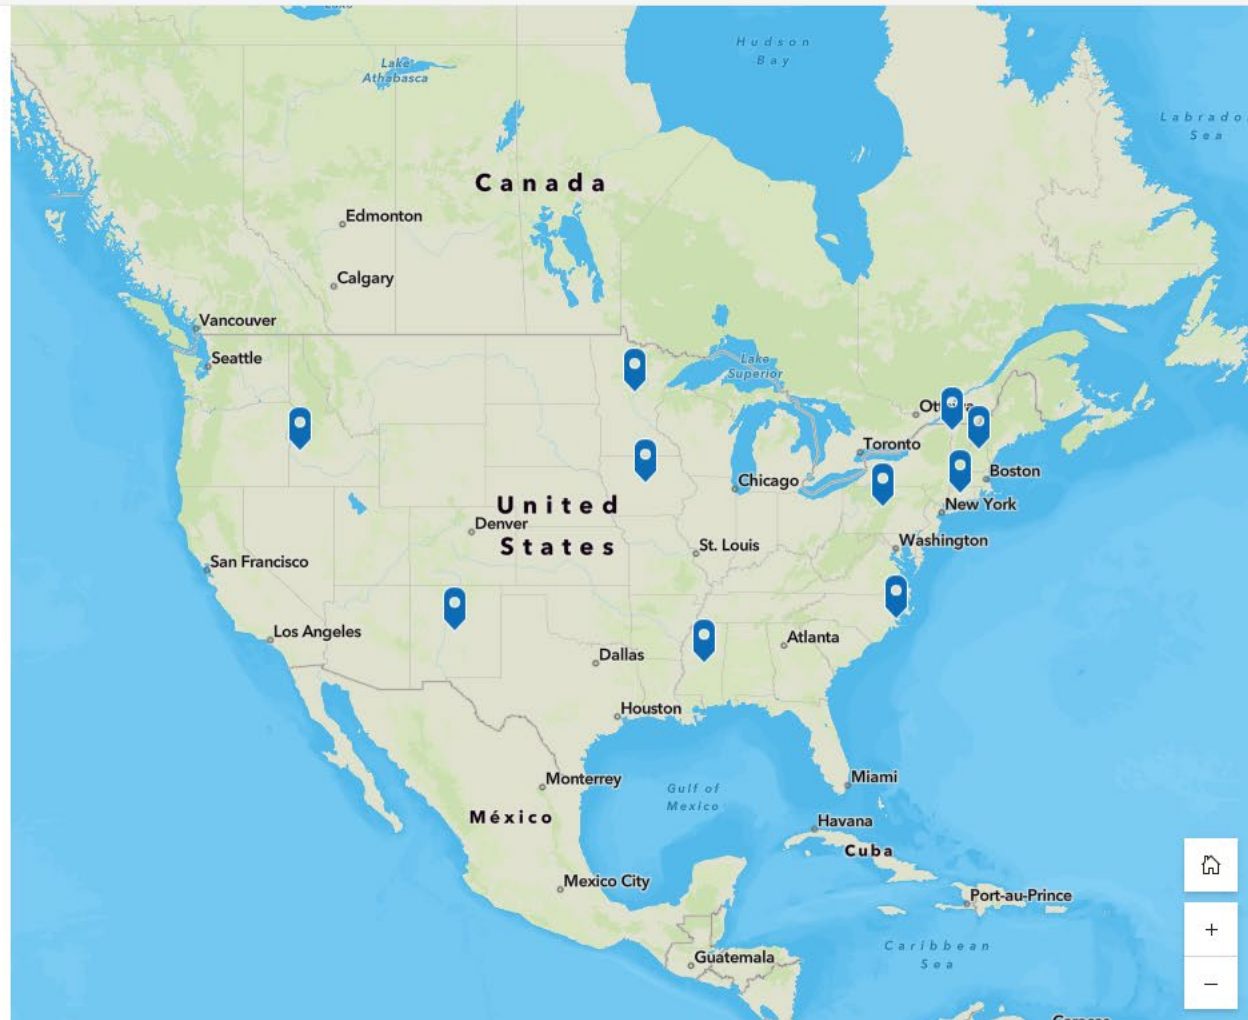 Lake
Hudson
Bay
Lake
Athabasca
Labrador
Sea
Canada
Edmonton
Calgary
Vancouver
Seattle
Lake
Superior
Toronto
Boston
Chicago
New York
United
States
Denver
Washington
St. Louis
San Francisco
Los Angeles
Atlanta
Dallas
Houston
Miami
Monterrey
Gulf of
Mexico
México
Havana
Cuba
Mexico City
Port-au-Prince
Caribbean
Sea
Guatemala
+
−